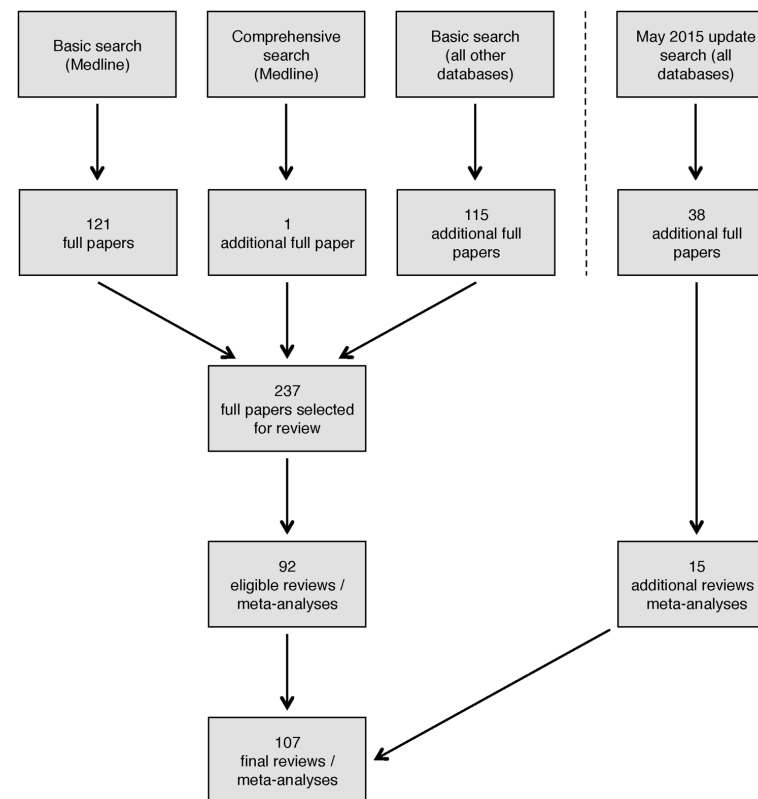 Basic search
(Medline)
Comprehensive
search
(Medline)
Basic search
(all other
databases)
May 2015 update
search (all
databases)
121
full papers
1
additional full paper
115
additional full
papers
38
additional full
papers
237
full papers selected
for review
92
eligible reviews /
meta-analyses
15
additional reviews
meta-analyses
107
final reviews /
meta-analyses